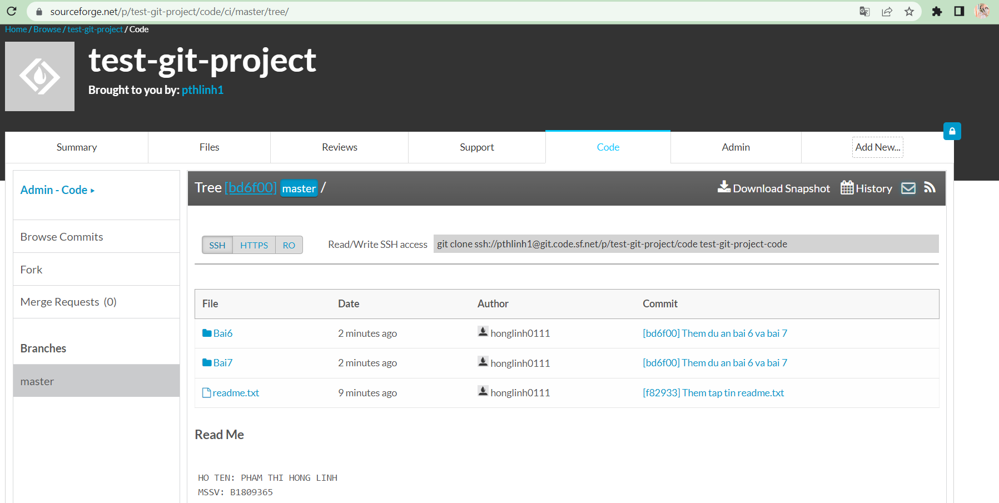 sourceforge.net/p/test-git-project/code/ci/master/tree/
Home / Browse / test-git-project / Code
test-git-project
Brought to you by: pthlinh1
Summary Files Reviews Support Code Admin Add New...
Admin - Code
Browse Commits
Fork
Merge Requests (0)
Branches
master
Tree [bd6f00] master / Download Snapshot History
SSH HTTPS RO Read/Write SSH access git clone ssh://pthlinh1@git.code.sf.net/p/test-git-project/code test-git-project-code
File Date Author Commit
Bai6 2 minutes ago honglinh0111 [bd6f00] Them du an bai 6 va bai 7
Bai7 2 minutes ago honglinh0111 [bd6f00] Them du an bai 6 va bai 7
readme.txt 9 minutes ago honglinh0111 [f82933] Them tap tin readme.txt
Read Me
HO TEN: PHAM THI HONG LINH
MSSV: B1809365